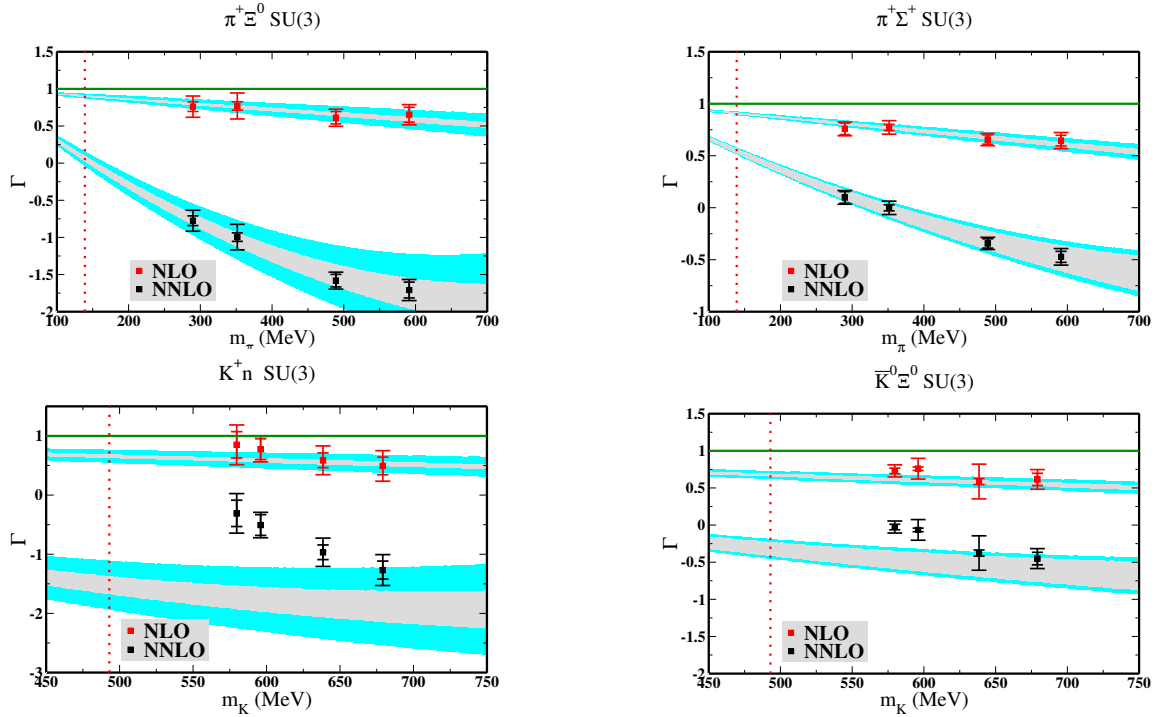 π⁺Ξ⁰ SU(3)
1.5
1
0.5
0
-0.5
-1
-1.5
-2
Γ
NLO
NNLO
100 200 300 400 500 600 700
m_π (MeV)
π⁺Σ⁺ SU(3)
1.5
1
0.5
0
-0.5
-1
Γ
NLO
NNLO
100 200 300 400 500 600 700
m_π (MeV)
K⁺n SU(3)
1
0
-1
-2
-3
Γ
NLO
NNLO
450 500 550 600 650 700 750
m_K (MeV)
K̅⁰Ξ⁰ SU(3)
1.5
1
0.5
0
-0.5
-1
-1.5
-2
Γ
NLO
NNLO
450 500 550 600 650 700 750
m_K (MeV)